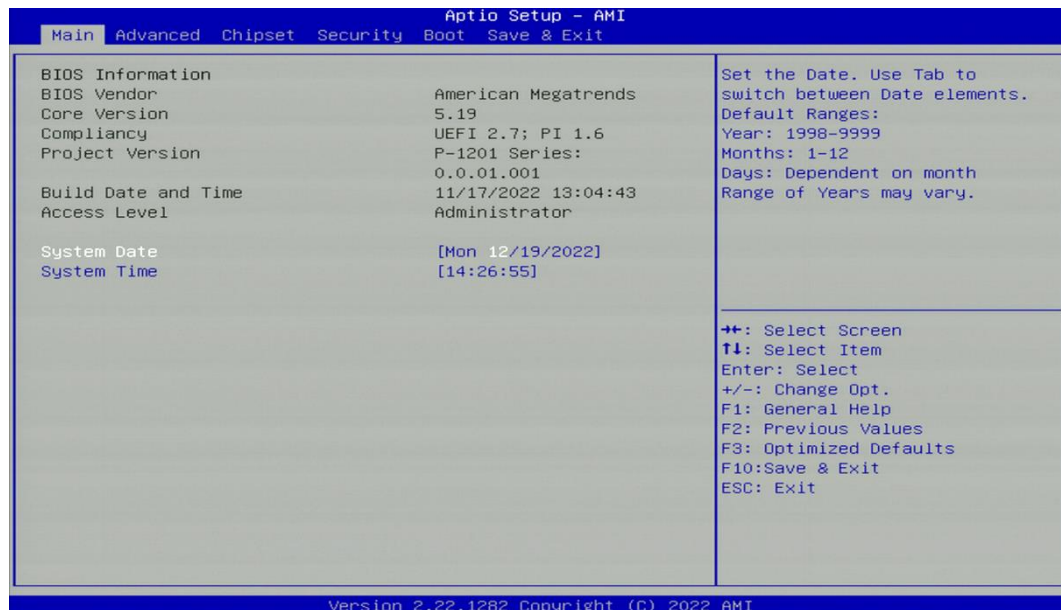 Aptio Setup – AMI
Main Advanced Chipset Security Boot Save & Exit
BIOS Information
BIOS Vendor American Megatrends
Core Version 5.19
Compliancy UEFI 2.7; PI 1.6
Project Version P-1201 Series:
0.0.01.001
Build Date and Time 11/17/2022 13:04:43
Access Level Administrator
System Date [Mon 12/19/2022]
System Time [14:26:55]
Set the Date. Use Tab to
switch between Date elements.
Default Ranges:
Year: 1998-9999
Months: 1-12
Days: Dependent on month
Range of Years may vary.
→←: Select Screen
↑↓: Select Item
Enter: Select
+/-: Change Opt.
F1: General Help
F2: Previous Values
F3: Optimized Defaults
F10:Save & Exit
ESC: Exit
Version 2.22.1282 Copyright (C) 2022 AMI